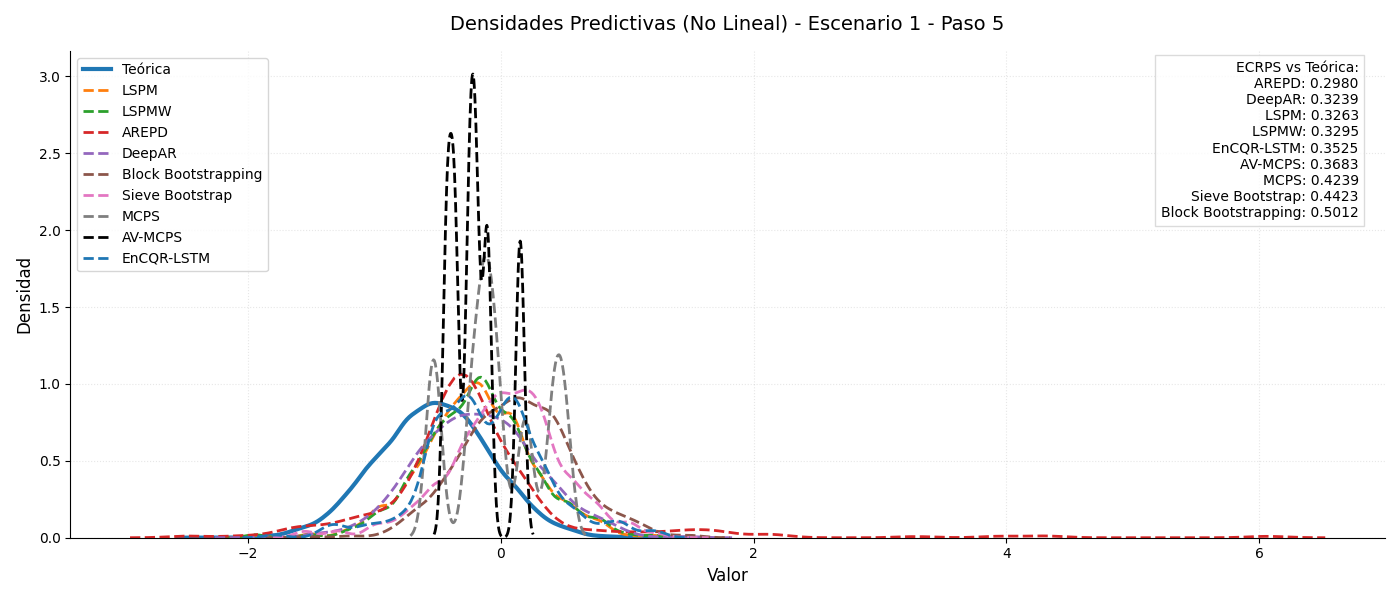 Densidades Predictivas (No Lineal) - Escenario 1 - Paso 5
Densidad
3.0
2.5
2.0
1.5
1.0
0.5
0.0
Teórica
LSPM
LSPMW
AREPD
DeepAR
Block Bootstrapping
Sieve Bootstrap
MCPS
AV-MCPS
EnCQR-LSTM
ECRPS vs Teórica:
AREPD: 0.2980
DeepAR: 0.3239
LSPM: 0.3263
LSPMW: 0.3295
EnCQR-LSTM: 0.3525
AV-MCPS: 0.3683
MCPS: 0.4239
Sieve Bootstrap: 0.4423
Block Bootstrapping: 0.5012
−2 0 2 4 6
Valor